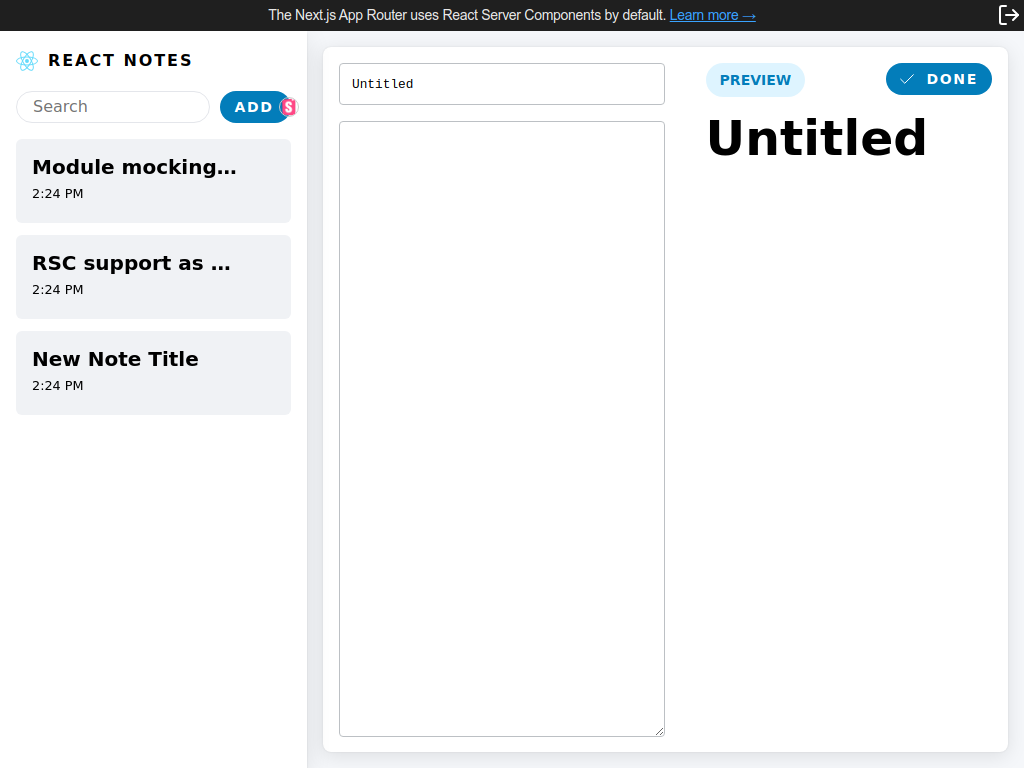 The Next.js App Router uses React Server Components by default. Learn more →
REACT NOTES
Search
ADD
S
Module mocking...
2:24 PM
RSC support as ...
2:24 PM
New Note Title
2:24 PM
Untitled
PREVIEW
DONE
Untitled